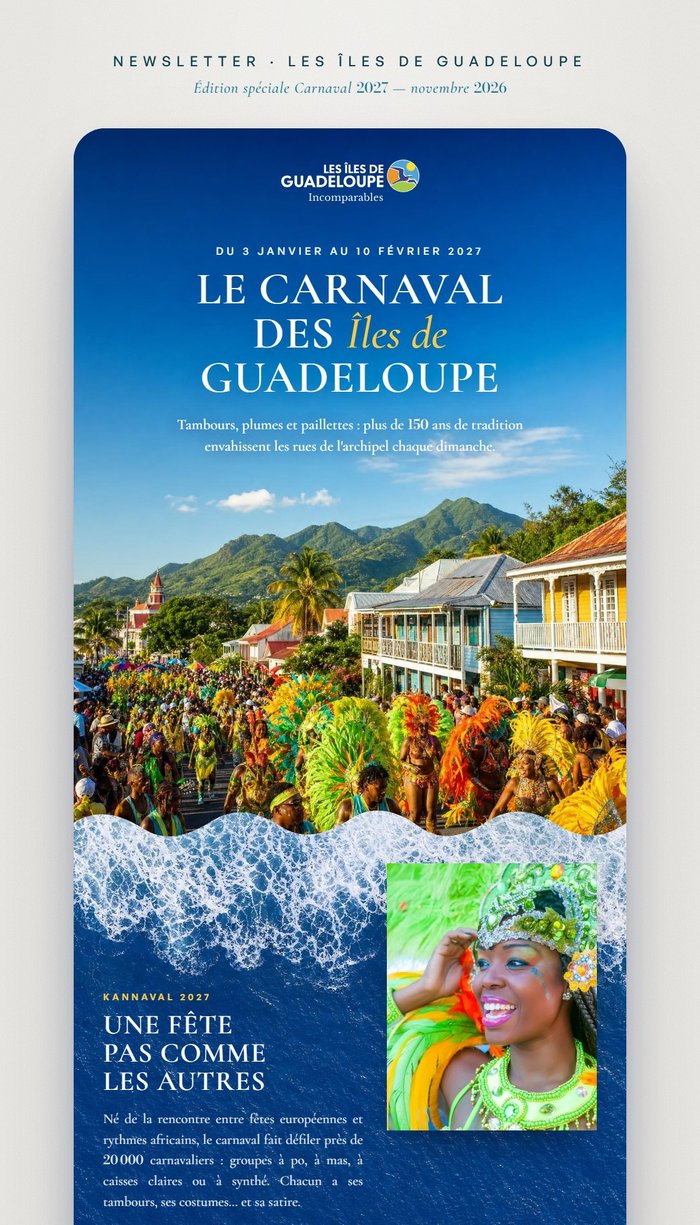 NEWSLETTER · LES ÎLES DE GUADELOUPE
Édition spéciale Carnaval 2027 — novembre 2026
LES ÎLES DE
GUADELOUPE
Incomparables
DU 3 JANVIER AU 10 FÉVRIER 2027
LE CARNAVAL
DES Îles de
GUADELOUPE
Tambours, plumes et paillettes : plus de 150 ans de tradition
envahissent les rues de l'archipel chaque dimanche.
KANNAVAL 2027
UNE FÊTE
PAS COMME
LES AUTRES
Né de la rencontre entre fêtes européennes et
rythmes africains, le carnaval fait défiler près de
20 000 carnavaliers : groupes à po, à mas, à
caisses claires ou à synthé. Chacun a ses
tambours, ses costumes... et sa satire.